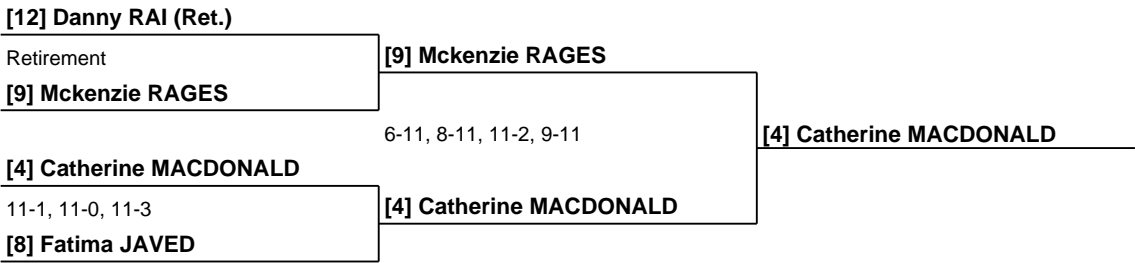 [12] Danny RAI (Ret.)
Retirement
[9] Mckenzie RAGES
[9] Mckenzie RAGES
6-11, 8-11, 11-2, 9-11
[4] Catherine MACDONALD
[4] Catherine MACDONALD
11-1, 11-0, 11-3
[4] Catherine MACDONALD
[8] Fatima JAVED